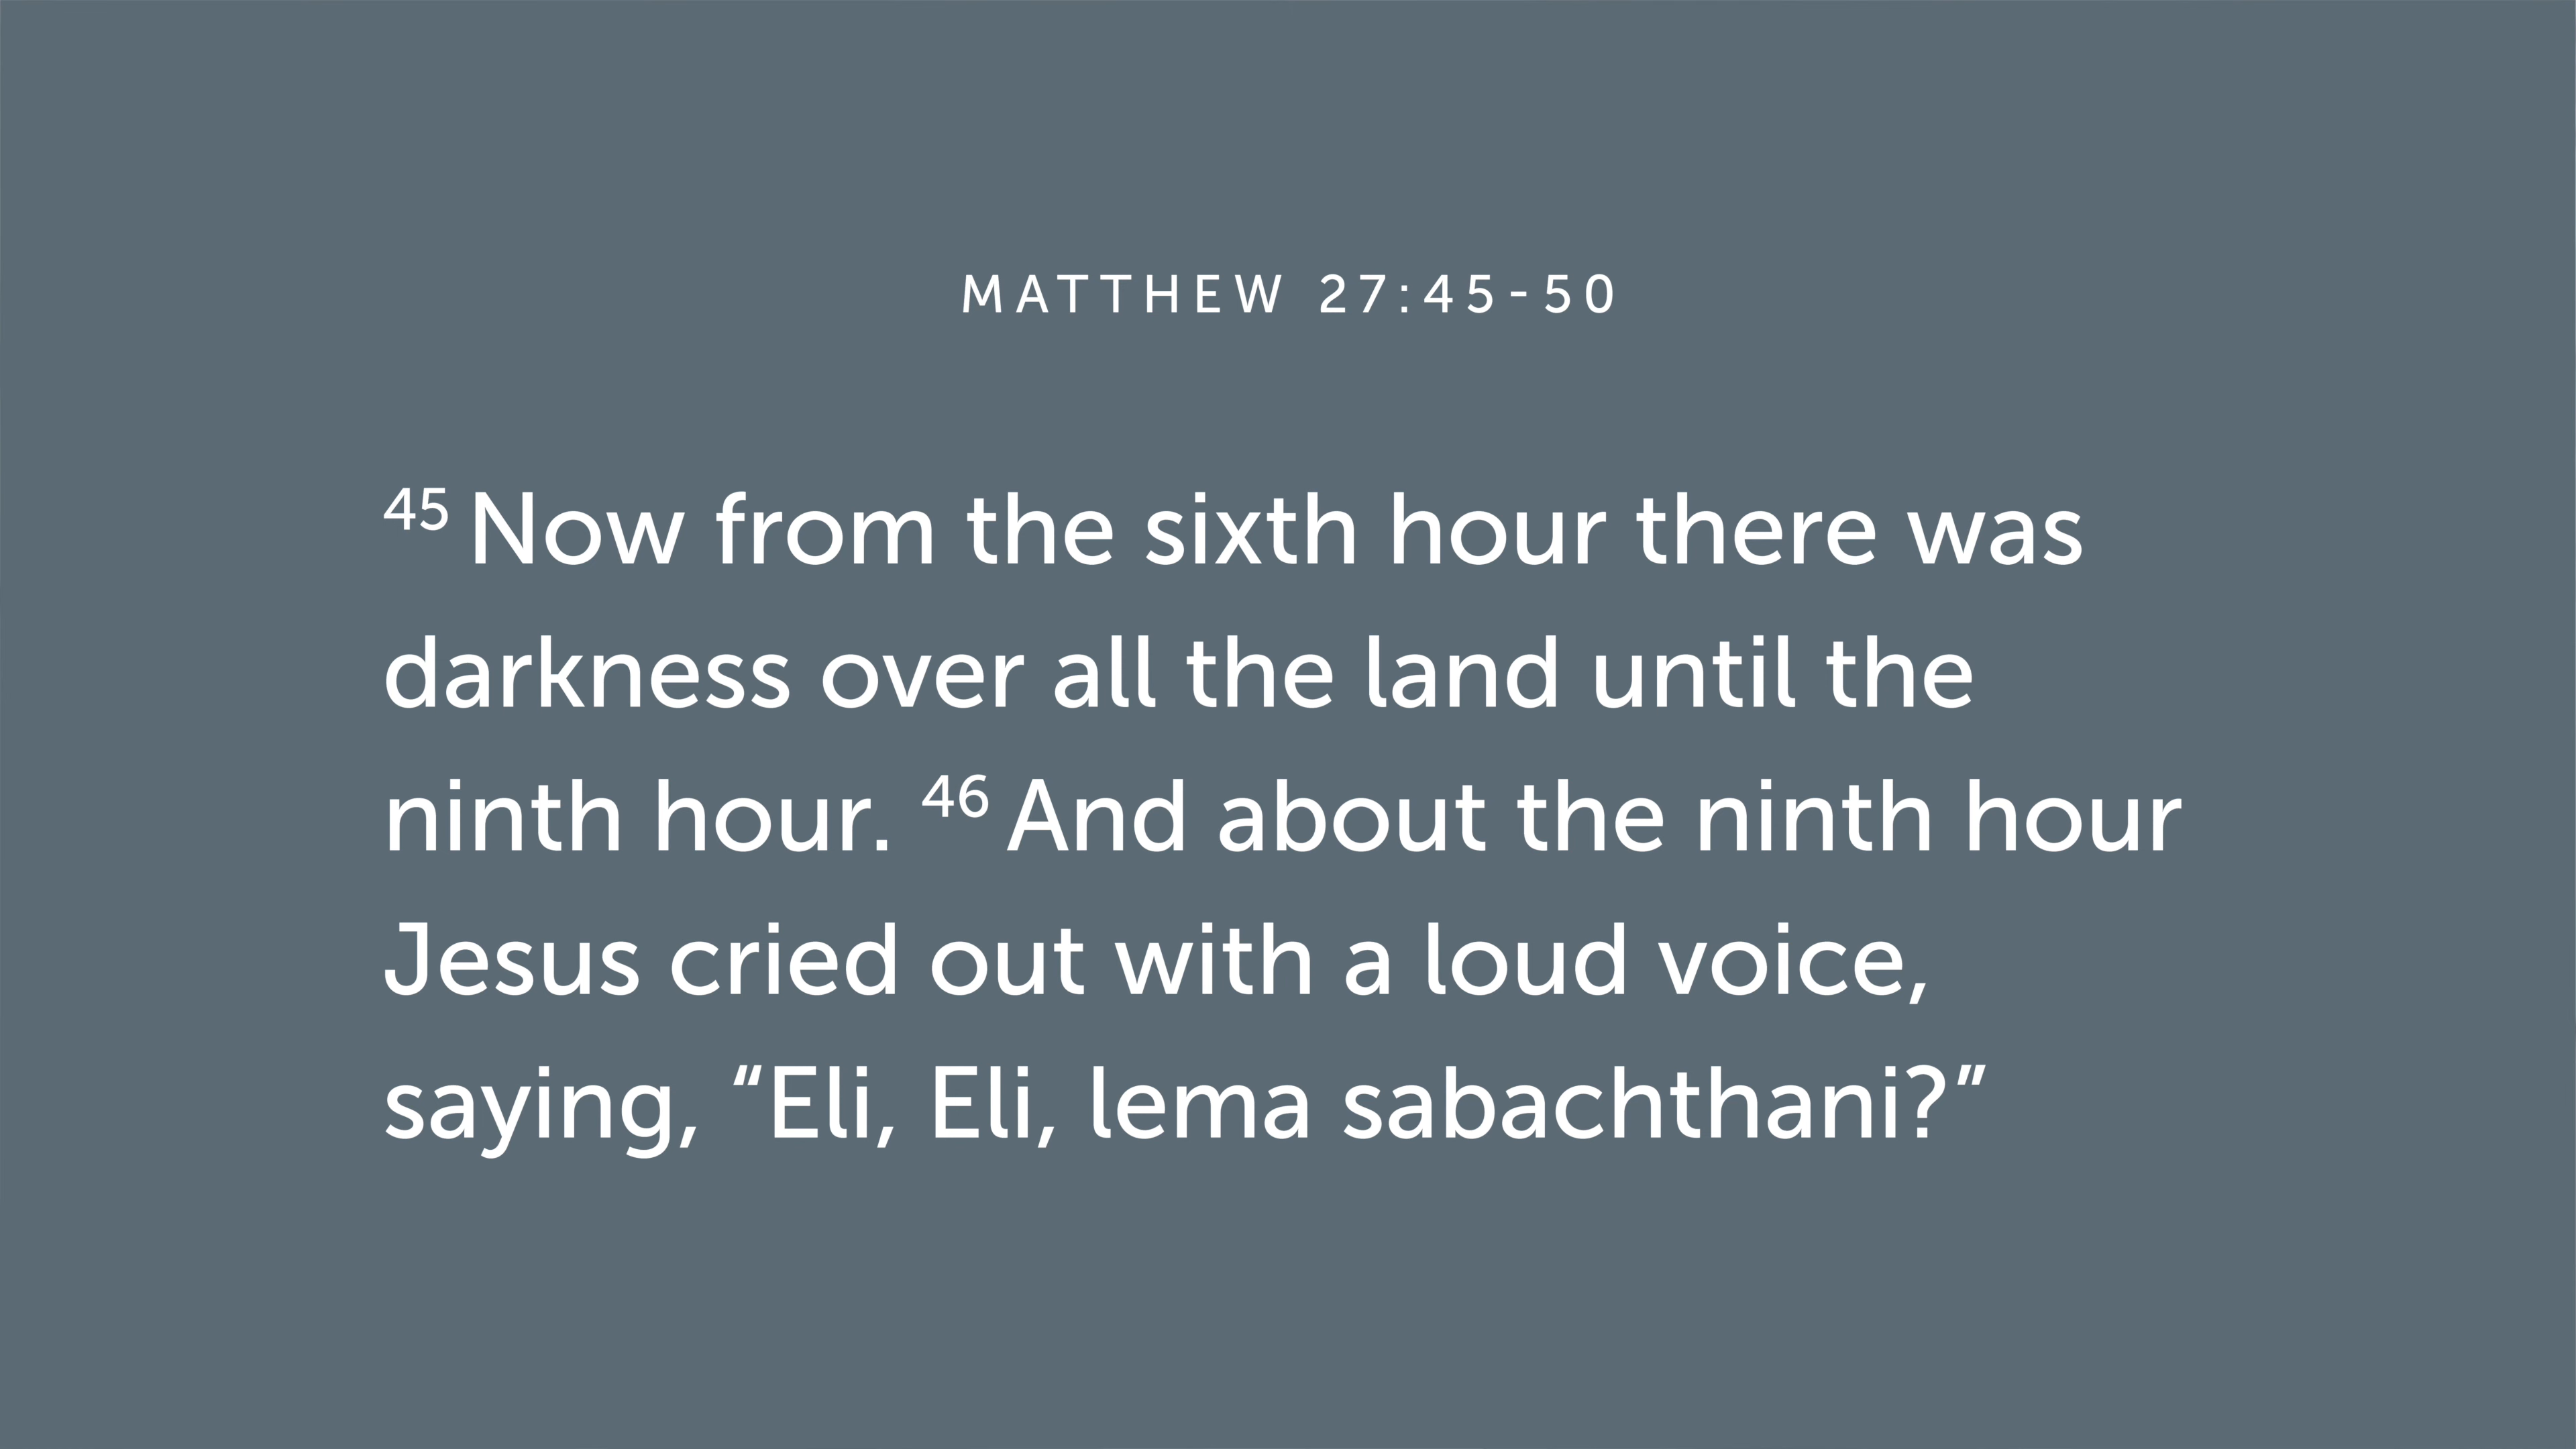 MATTHEW 27:45-50
45 Now from the sixth hour there was
darkness over all the land until the
ninth hour. 46 And about the ninth hour
Jesus cried out with a loud voice,
saying, “Eli, Eli, lema sabachthani?”